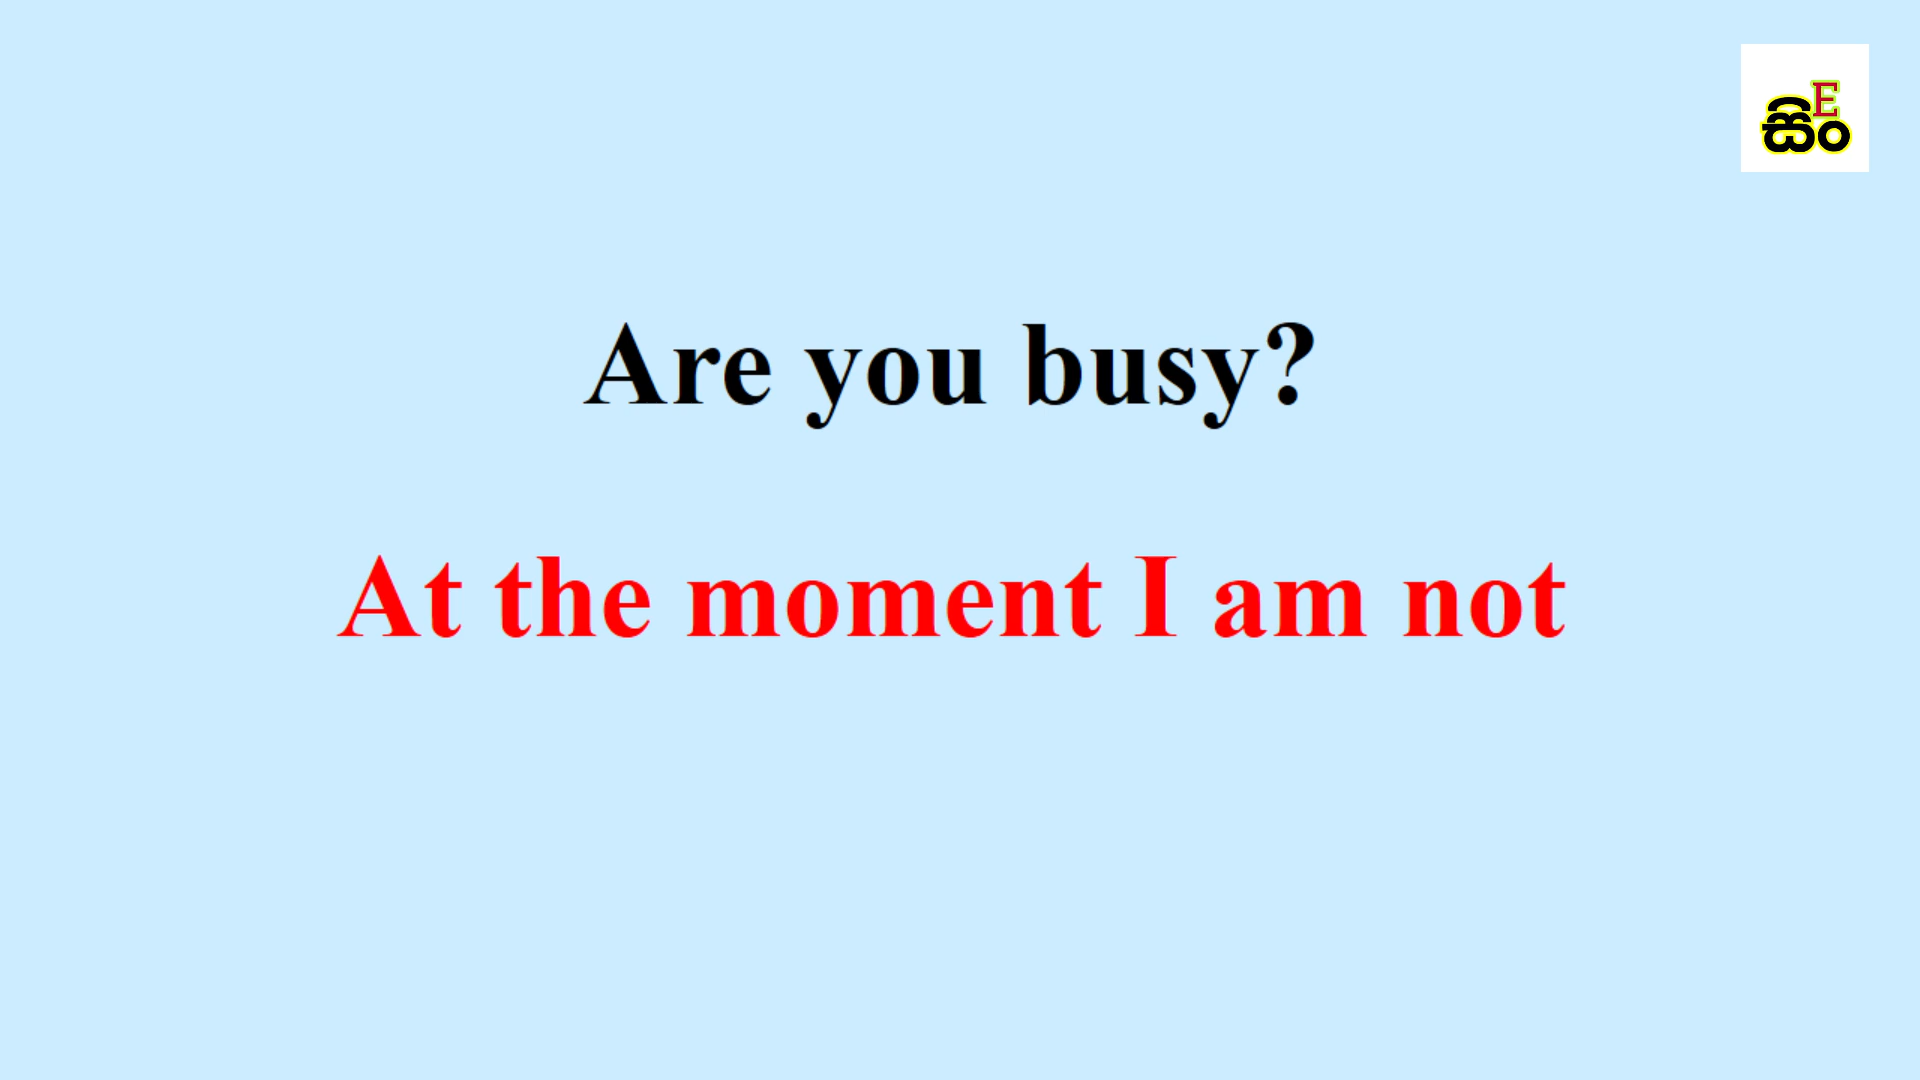 සිංE
Are you busy?
At the moment I am not